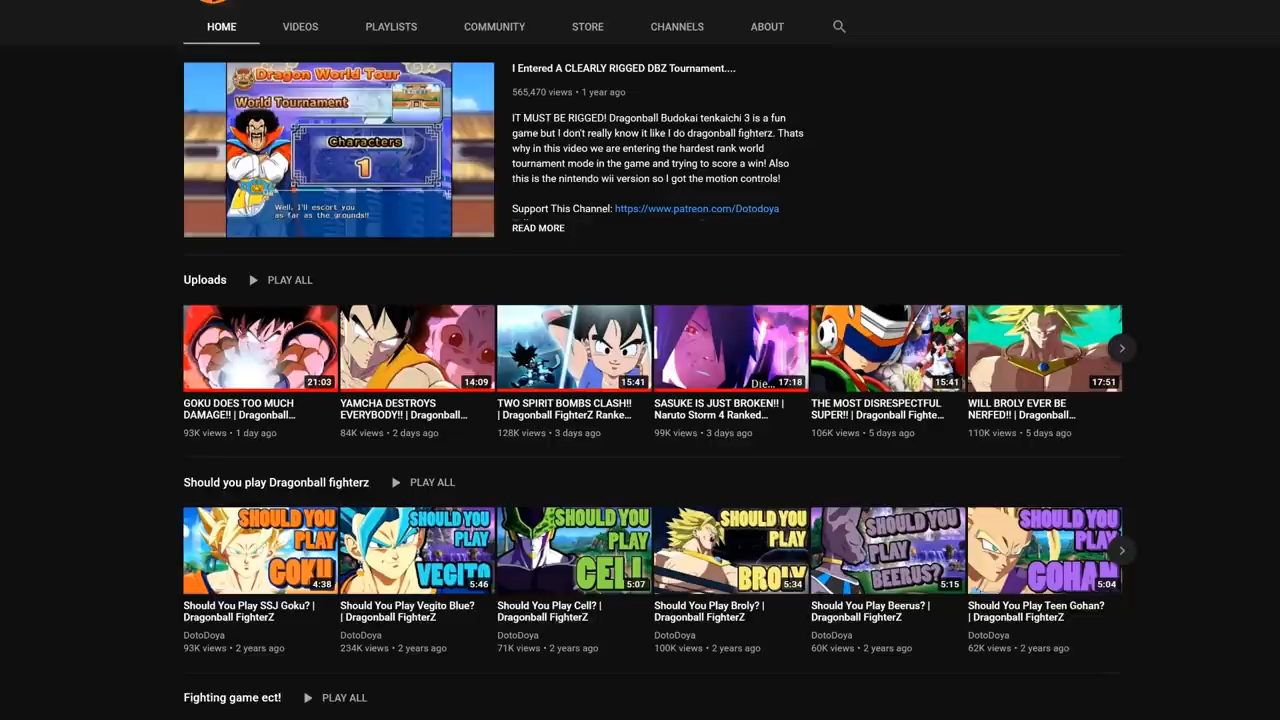 HOME VIDEOS PLAYLISTS COMMUNITY STORE CHANNELS ABOUT
Dragon World Tour
World Tournament
Characters
1
Well, I'll escort you
as far as the grounds!!
I Entered A CLEARLY RIGGED DBZ Tournament....
565,470 views • 1 year ago
IT MUST BE RIGGED! Dragonball Budokai tenkaichi 3 is a fun
game but I don't really know it like I do dragonball fighterz. Thats
why in this video we are entering the hardest rank world
tournament mode in the game and trying to score a win! Also
this is the nintendo wii version so I got the motion controls!
Support This Channel: https://www.patreon.com/Dotodoya
READ MORE
Uploads PLAY ALL
21:03
GOKU DOES TOO MUCH
DAMAGE!! | Dragonball...
93K views • 1 day ago
14:09
YAMCHA DESTROYS
EVERYBODY!! | Dragonball...
84K views • 2 days ago
15:41
TWO SPIRIT BOMBS CLASH!!
| Dragonball FighterZ Ranke...
128K views • 3 days ago
Die...
17:18
SASUKE IS JUST BROKEN!! |
Naruto Storm 4 Ranked...
99K views • 3 days ago
15:41
THE MOST DISRESPECTFUL
SUPER!! | Dragonball Fighte...
106K views • 5 days ago
17:51
WILL BROLY EVER BE
NERFED!! | Dragonball...
110K views • 5 days ago
Should you play Dragonball fighterz PLAY ALL
SHOULD YOU
PLAY
GOKU
4:38
Should You Play SSJ Goku? |
Dragonball FighterZ
DotoDoya
93K views • 2 years ago
SHOULD YOU
PLAY
VEGITO
5:46
Should You Play Vegito Blue?
| Dragonball FighterZ
DotoDoya
234K views • 2 years ago
SHOULD YOU
PLAY
CELL
5:07
Should You Play Cell? |
Dragonball FighterZ
DotoDoya
71K views • 2 years ago
SHOULD YOU
PLAY
BROLY
5:34
Should You Play Broly? |
Dragonball FighterZ
DotoDoya
100K views • 2 years ago
SHOULD YOU
PLAY
BEERUS?
5:15
Should You Play Beerus? |
Dragonball FighterZ
DotoDoya
60K views • 2 years ago
SHOULD YOU
PLAY
GOHAN
5:04
Should You Play Teen Gohan?
| Dragonball FighterZ
DotoDoya
62K views • 2 years ago
Fighting game ect! PLAY ALL